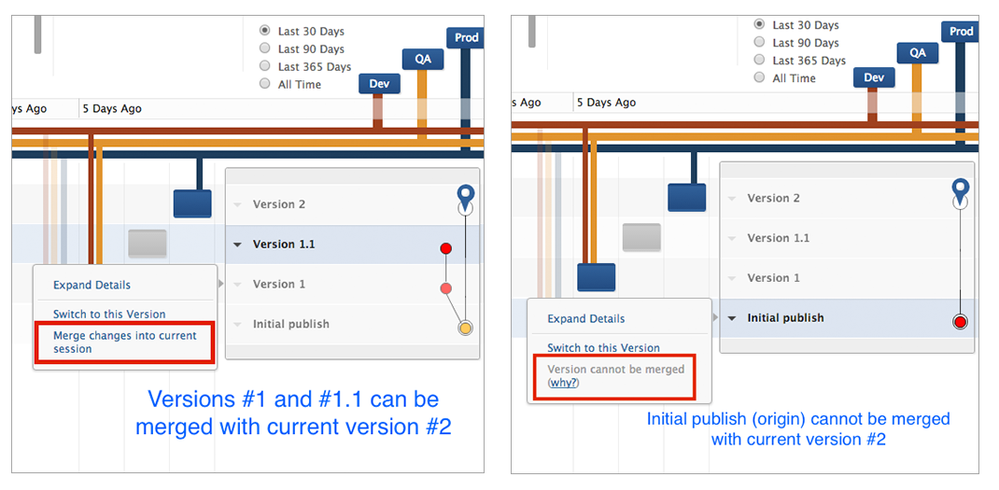 Last 30 Days
Last 90 Days
Last 365 Days
All Time
Prod
QA
Dev
ys Ago
5 Days Ago
Version 2
Version 1.1
Version 1
Initial publish
Expand Details
Switch to this Version
Merge changes into current
session
Versions #1 and #1.1 can be
merged with current version #2
Last 30 Days
Last 90 Days
Last 365 Days
All Time
Prod
QA
Dev
s Ago
5 Days Ago
Version 2
Version 1.1
Version 1
Initial publish
Expand Details
Switch to this Version
Version cannot be merged
(why?)
Initial publish (origin) cannot be merged
with current version #2